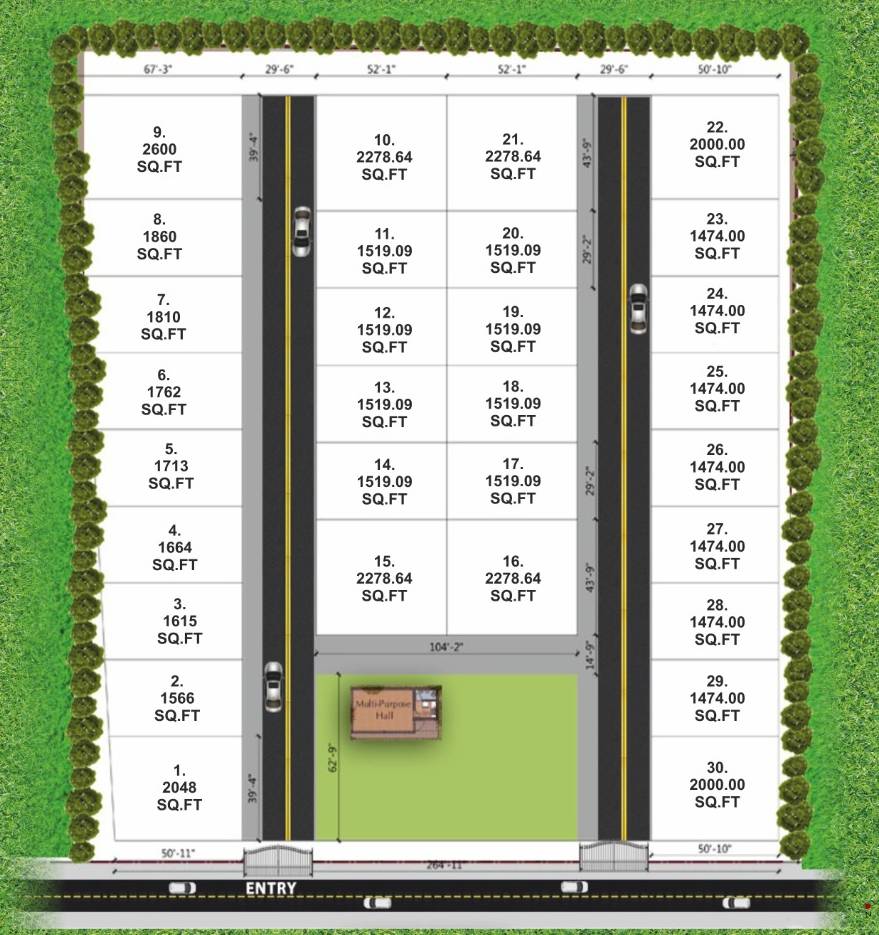 67'-3" 29'-6" 52'-1" 52'-1" 29'-6" 50'-10"
9.
2600
SQ.FT
8.
1860
SQ.FT
7.
1810
SQ.FT
6.
1762
SQ.FT
5.
1713
SQ.FT
4.
1664
SQ.FT
3.
1615
SQ.FT
2.
1566
SQ.FT
1.
2048
SQ.FT
39'-4"
39'-4"
10.
2278.64
SQ.FT
11.
1519.09
SQ.FT
12.
1519.09
SQ.FT
13.
1519.09
SQ.FT
14.
1519.09
SQ.FT
15.
2278.64
SQ.FT
21.
2278.64
SQ.FT
20.
1519.09
SQ.FT
19.
1519.09
SQ.FT
18.
1519.09
SQ.FT
17.
1519.09
SQ.FT
16.
2278.64
SQ.FT
43'-9"
29'-2"
29'-2"
43'-9"
14'-9"
104'-2"
62'-9"
Multi-Purpose
Hall
22.
2000.00
SQ.FT
23.
1474.00
SQ.FT
24.
1474.00
SQ.FT
25.
1474.00
SQ.FT
26.
1474.00
SQ.FT
27.
1474.00
SQ.FT
28.
1474.00
SQ.FT
29.
1474.00
SQ.FT
30.
2000.00
SQ.FT
50'-11" 50'-10"
264'-11"
ENTRY